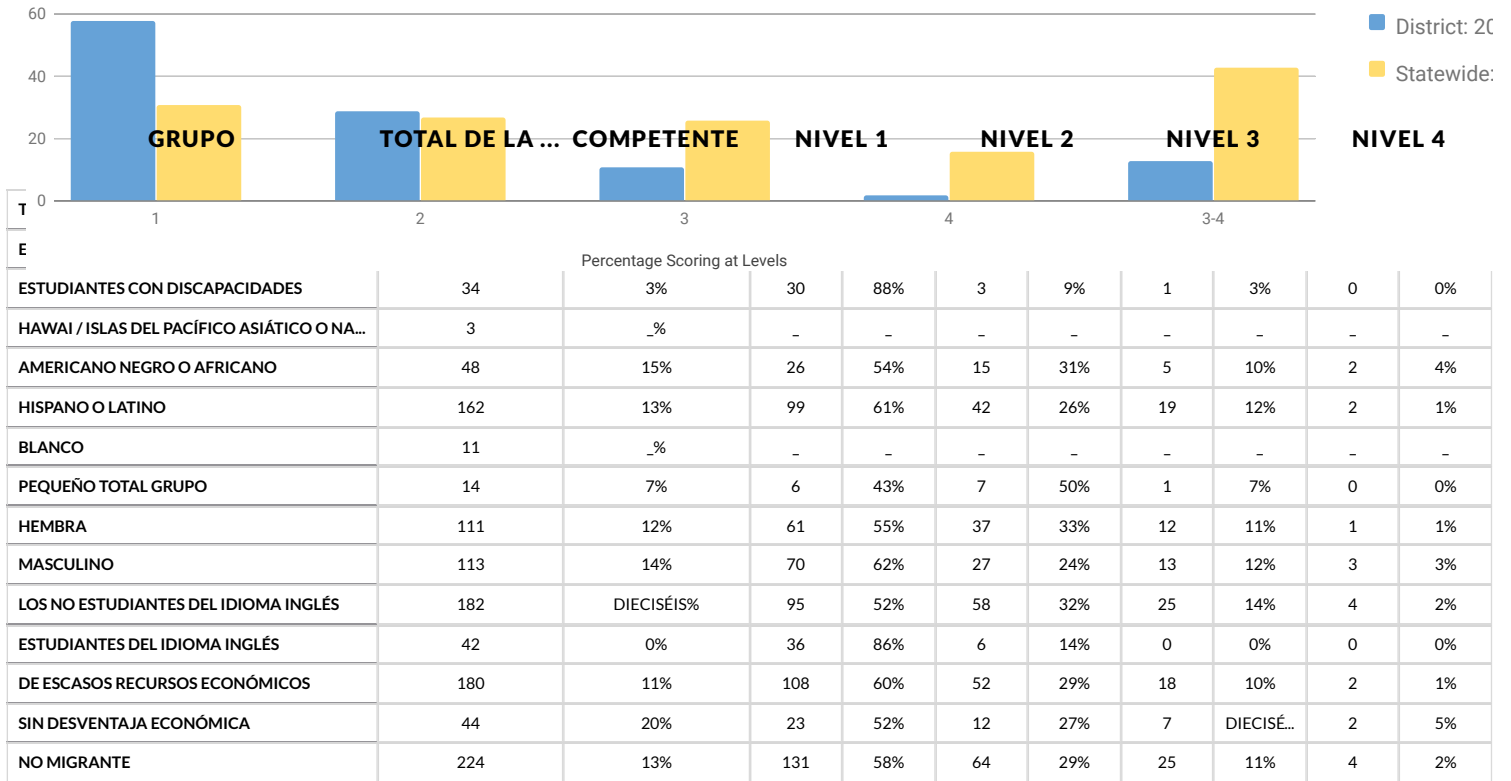 60
40
20
0
District: 20
Statewide:
GRUPO TOTAL DE LA ... COMPETENTE NIVEL 1 NIVEL 2 NIVEL 3 NIVEL 4
1 2 3 4 3-4
T
E
Percentage Scoring at Levels
ESTUDIANTES CON DISCAPACIDADES 34 3% 30 88% 3 9% 1 3% 0 0%
HAWAI / ISLAS DEL PACÍFICO ASIÁTICO O NA... 3 _% _ _ _ _ _ _ _ _
AMERICANO NEGRO O AFRICANO 48 15% 26 54% 15 31% 5 10% 2 4%
HISPANO O LATINO 162 13% 99 61% 42 26% 19 12% 2 1%
BLANCO 11 _% _ _ _ _ _ _ _ _
PEQUEÑO TOTAL GRUPO 14 7% 6 43% 7 50% 1 7% 0 0%
HEMBRA 111 12% 61 55% 37 33% 12 11% 1 1%
MASCULINO 113 14% 70 62% 27 24% 13 12% 3 3%
LOS NO ESTUDIANTES DEL IDIOMA INGLÉS 182 DIECISÉIS% 95 52% 58 32% 25 14% 4 2%
ESTUDIANTES DEL IDIOMA INGLÉS 42 0% 36 86% 6 14% 0 0% 0 0%
DE ESCASOS RECURSOS ECONÓMICOS 180 11% 108 60% 52 29% 18 10% 2 1%
SIN DESVENTAJA ECONÓMICA 44 20% 23 52% 12 27% 7 DIECISÉ... 2 5%
NO MIGRANTE 224 13% 131 58% 64 29% 25 11% 4 2%